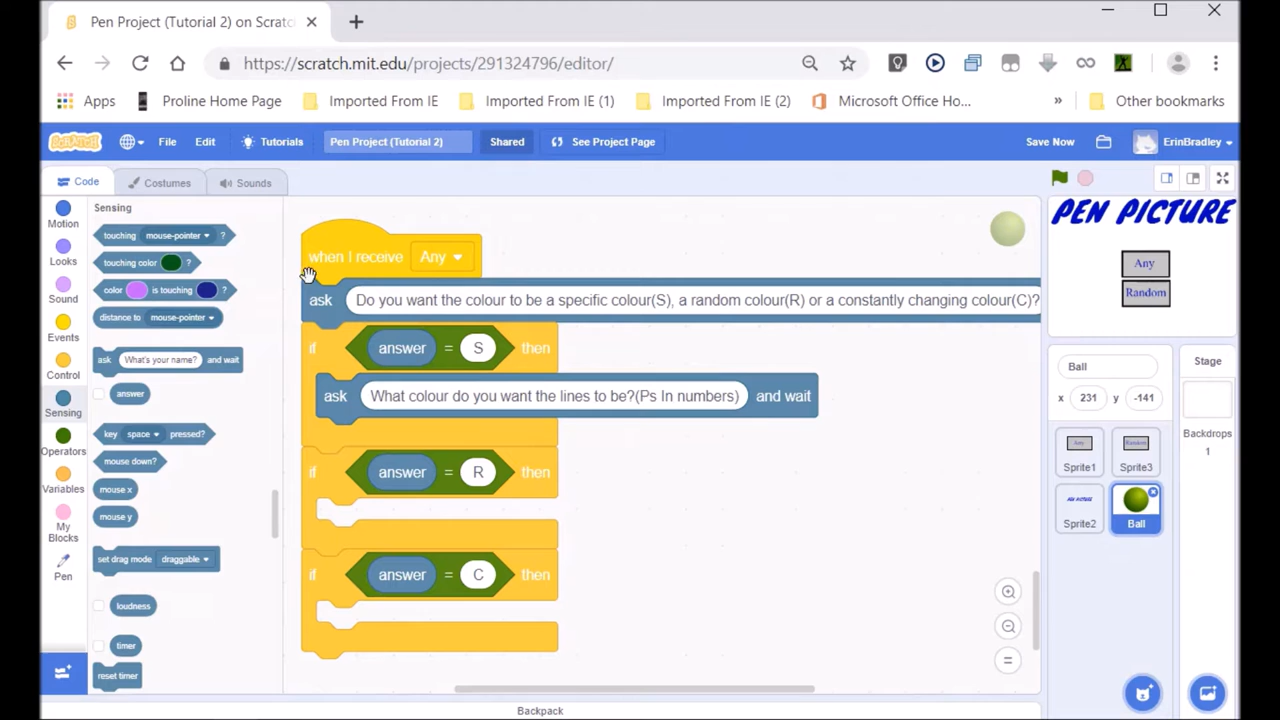 Pen Project (Tutorial 2) on Scratc
https://scratch.mit.edu/projects/291324796/editor/
Apps Proline Home Page Imported From IE Imported From IE (1) Imported From IE (2) Microsoft Office Ho... » Other bookmarks
SCRATCH File Edit Tutorials Pen Project (Tutorial 2) Shared See Project Page Save Now ErinBradley
Code Costumes Sounds
Motion
Looks
Sound
Events
Control
Sensing
Operators
Variables
My Blocks
Pen
Sensing
touching mouse-pointer ?
touching color ?
color is touching ?
distance to mouse-pointer
ask What's your name? and wait
answer
key space pressed?
mouse down?
mouse x
mouse y
set drag mode draggable
loudness
timer
reset timer
when I receive Any
ask Do you want the colour to be a specific colour(S), a random colour(R) or a constantly changing colour(C)?
if answer = S then
ask What colour do you want the lines to be?(Ps In numbers) and wait
if answer = R then
if answer = C then
PEN PICTURE
Any
Random
Ball
x 231 y -141
Any
Sprite1
Random
Sprite3
PEN PICTURE
Sprite2
Ball
Stage
Backdrops
1
Backpack